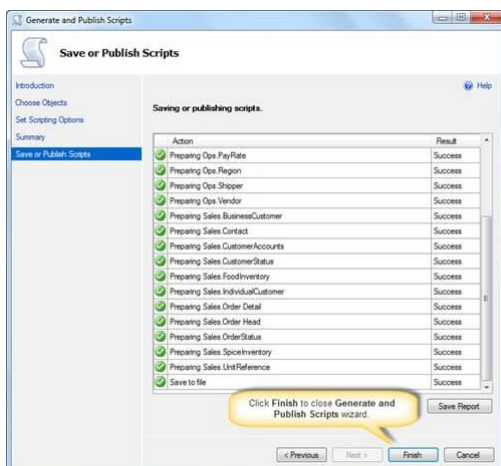 Generate and Publish Scripts
Save or Publish Scripts
Introduction
Choose Objects
Set Scripting Options
Summary
Save or Publish Scripts
Help
Saving or publishing scripts.
Action Result
Preparing Ops.PayRate Success
Preparing Ops.Region Success
Preparing Ops.Shipper Success
Preparing Ops.Vendor Success
Preparing Sales.BusinessCustomer Success
Preparing Sales.Contact Success
Preparing Sales.CustomerAccounts Success
Preparing Sales.CustomerStatus Success
Preparing Sales.FoodInventory Success
Preparing Sales.IndividualCustomer Success
Preparing Sales.Order Detail Success
Preparing Sales.Order Head Success
Preparing Sales.OrderStatus Success
Preparing Sales.SpiceInventory Success
Preparing Sales.UnitReference Success
Save to file Success
Click Finish to close Generate and
Publish Scripts wizard.
Save Report
< Previous Next > Finish Cancel